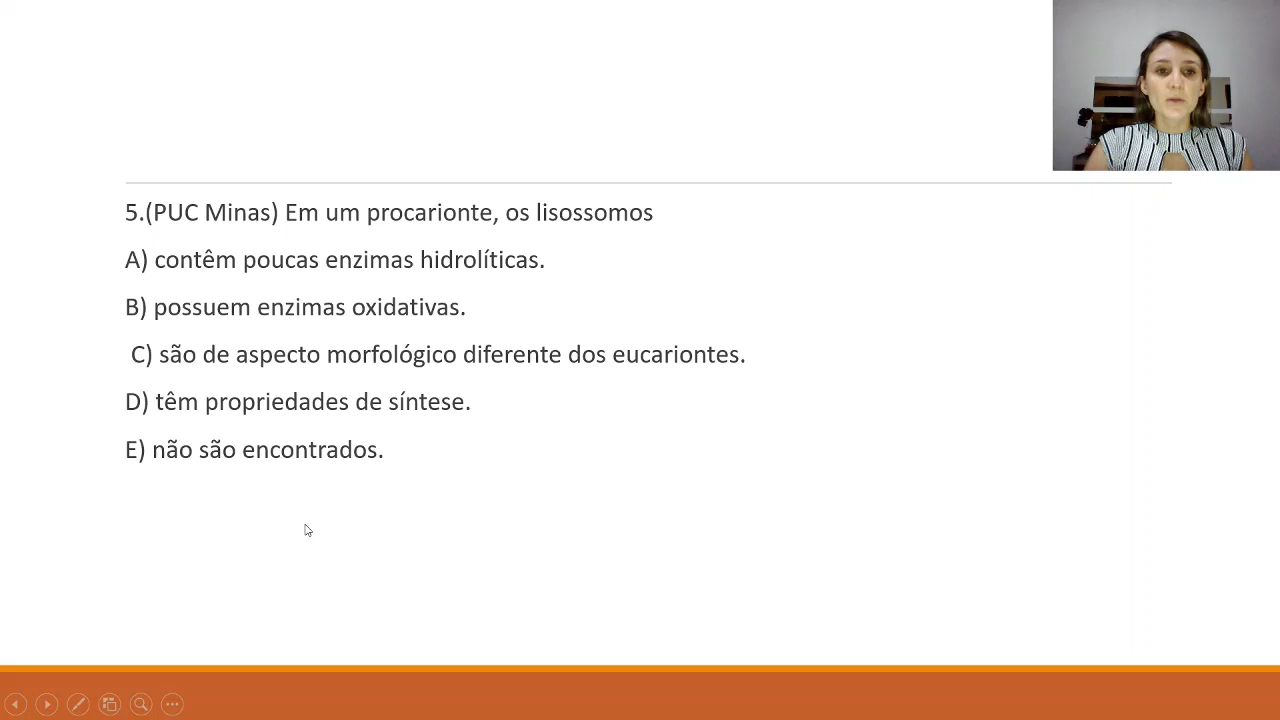 5.(PUC Minas) Em um procarionte, os lisossomos
A) contêm poucas enzimas hidrolíticas.
B) possuem enzimas oxidativas.
C) são de aspecto morfológico diferente dos eucariontes.
D) têm propriedades de síntese.
E) não são encontrados.